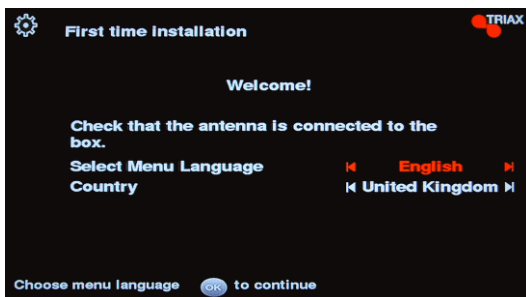 First time installation
TRIAX
Welcome!
Check that the antenna is connected to the
box.
Select Menu Language English
Country United Kingdom
Choose menu language OK to continue